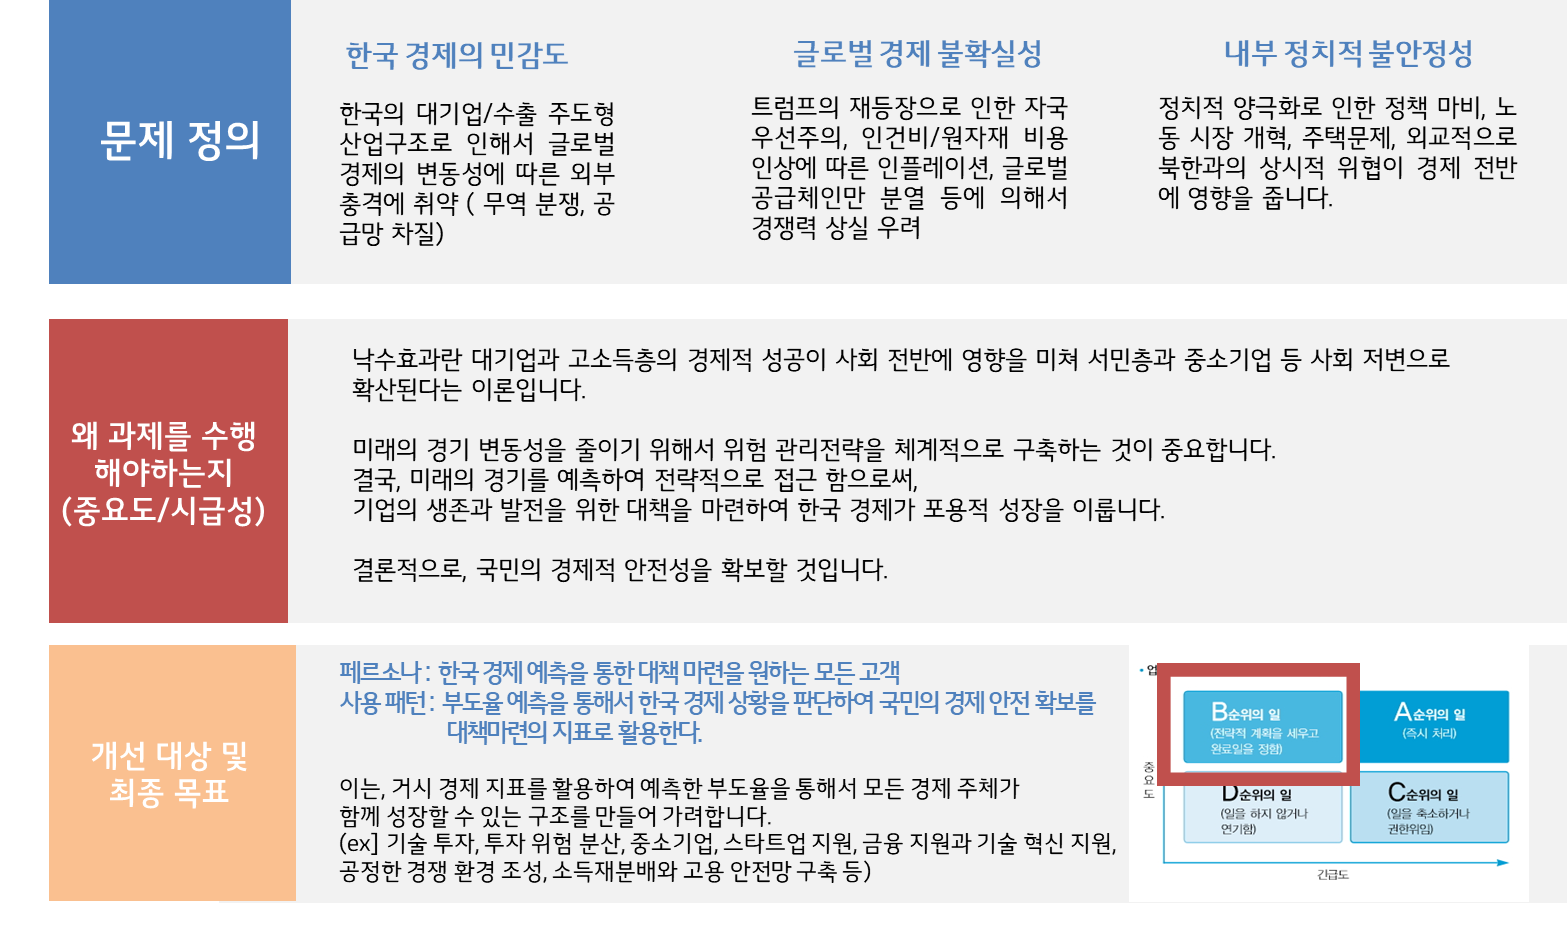 문제 정의
한국 경제의 민감도
한국의 대기업/수출 주도형
산업구조로 인해서 글로벌
경제의 변동성에 따른 외부
충격에 취약 ( 무역 분쟁, 공
급망 차질)
글로벌 경제 불확실성
트럼프의 재등장으로 인한 자국
우선주의, 인건비/원자재 비용
인상에 따른 인플레이션, 글로벌
공급체인만 분열 등에 의해서
경쟁력 상실 우려
내부 정치적 불안정성
정치적 양극화로 인한 정책 마비, 노
동 시장 개혁, 주택문제, 외교적으로
북한과의 상시적 위협이 경제 전반
에 영향을 줍니다.
왜 과제를 수행
해야하는지
(중요도/시급성)
낙수효과란 대기업과 고소득층의 경제적 성공이 사회 전반에 영향을 미쳐 서민층과 중소기업 등 사회 저변으로
확산된다는 이론입니다.
미래의 경기 변동성을 줄이기 위해서 위험 관리전략을 체계적으로 구축하는 것이 중요합니다.
결국, 미래의 경기를 예측하여 전략적으로 접근 함으로써,
기업의 생존과 발전을 위한 대책을 마련하여 한국 경제가 포용적 성장을 이룹니다.
결론적으로, 국민의 경제적 안전성을 확보할 것입니다.
개선 대상 및
최종 목표
페르소나 : 한국 경제 예측을 통한 대책 마련을 원하는 모든 고객
사용 패턴 : 부도율 예측을 통해서 한국 경제 상황을 판단하여 국민의 경제 안전 확보를
대책마련의 지표로 활용한다.
이는, 거시 경제 지표를 활용하여 예측한 부도율을 통해서 모든 경제 주체가
함께 성장할 수 있는 구조를 만들어 가려합니다.
(ex] 기술 투자, 투자 위험 분산, 중소기업, 스타트업 지원, 금융 지원과 기술 혁신 지원,
공정한 경쟁 환경 조성, 소득재분배와 고용 안전망 구축 등)
• 업
중요도
B순위의 일
(전략적 계획을 세우고
완료일을 정함)
A순위의 일
(즉시 처리)
D순위의 일
(일을 하지 않거나
연기함)
C순위의 일
(일을 축소하거나
권한위임)
긴급도